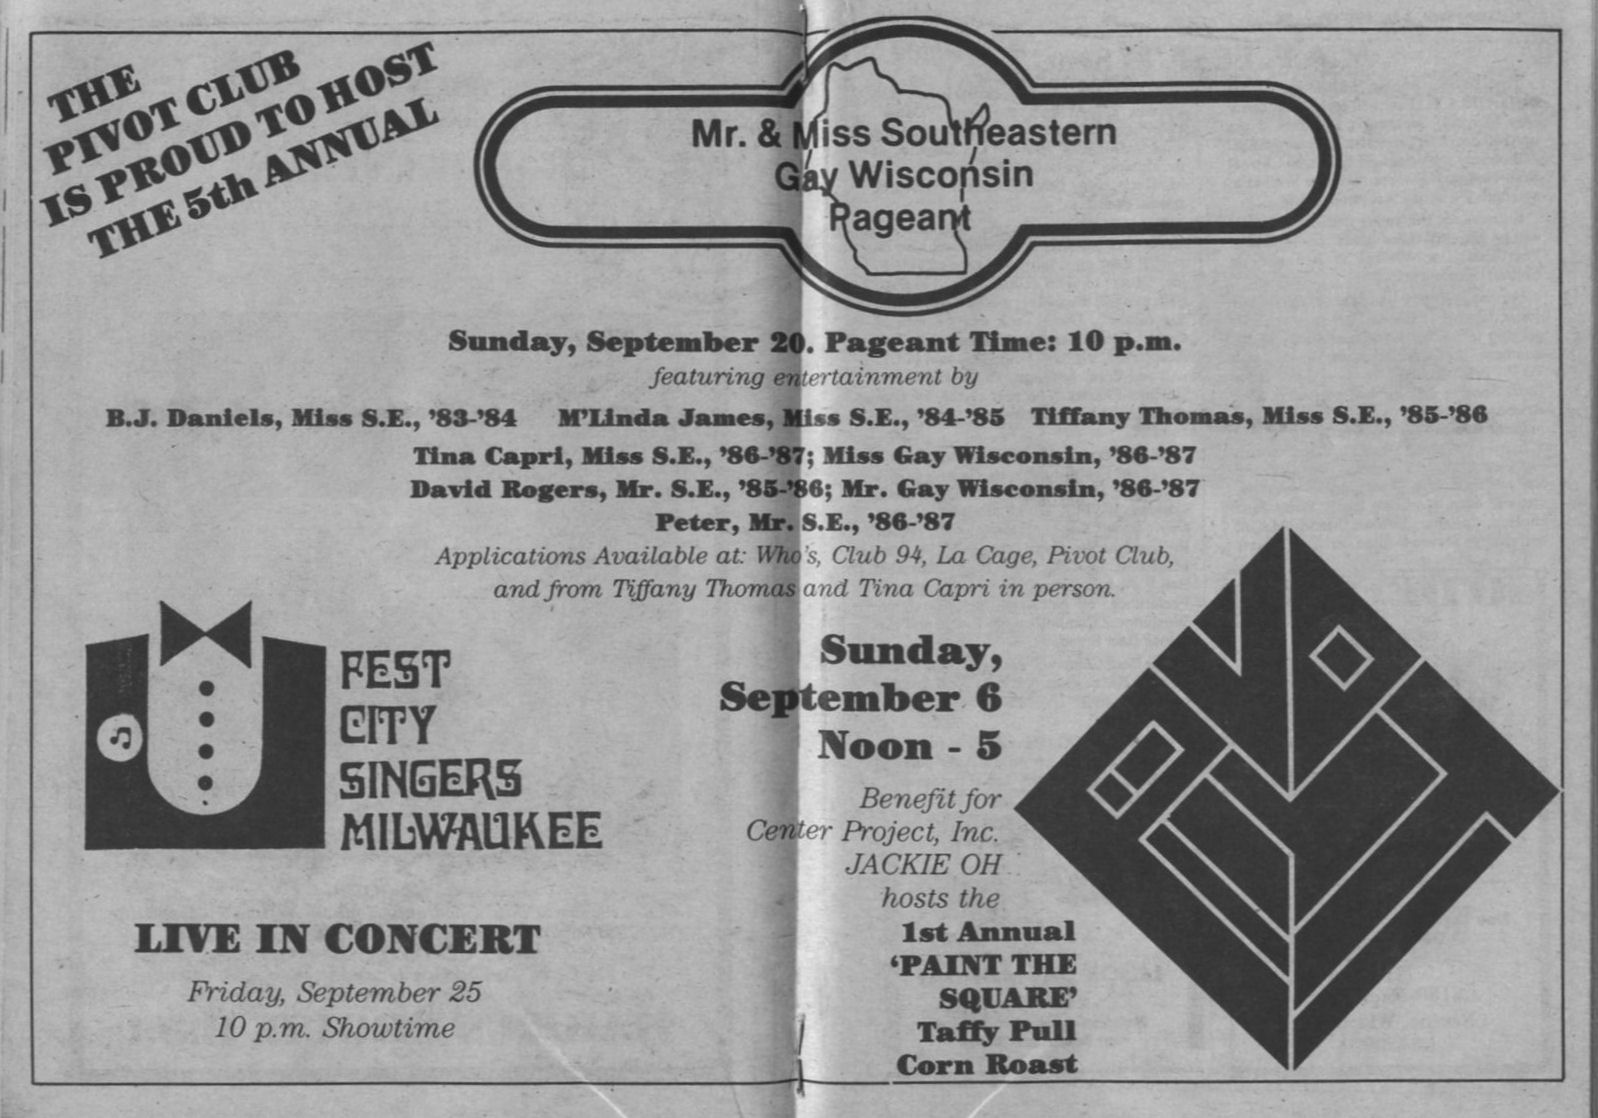 THE
PIVOT CLUB
IS PROUD TO HOST
THE 5th ANNUAL
Mr. & Miss Southeastern
Gay Wisconsin
Pageant
Sunday, September 20. Pageant Time: 10 p.m.
featuring entertainment by
B.J. Daniels, Miss S.E., '83-'84 M'Linda James, Miss S.E., '84-'85 Tiffany Thomas, Miss S.E., '85-'86
Tina Capri, Miss S.E., '86-'87; Miss Gay Wisconsin, '86-'87
David Rogers, Mr. S.E., '85-'86; Mr. Gay Wisconsin, '86-'87
Peter, Mr. S.E., '86-'87
Applications Available at: Who's, Club 94, La Cage, Pivot Club,
and from Tiffany Thomas and Tina Capri in person.
FEST
CITY
SINGERS
MILWAUKEE
LIVE IN CONCERT
Friday, September 25
10 p.m. Showtime
Sunday,
September 6
Noon - 5
Benefit for
Center Project, Inc.
JACKIE OH
hosts the
1st Annual
'PAINT THE
SQUARE'
Taffy Pull
Corn Roast